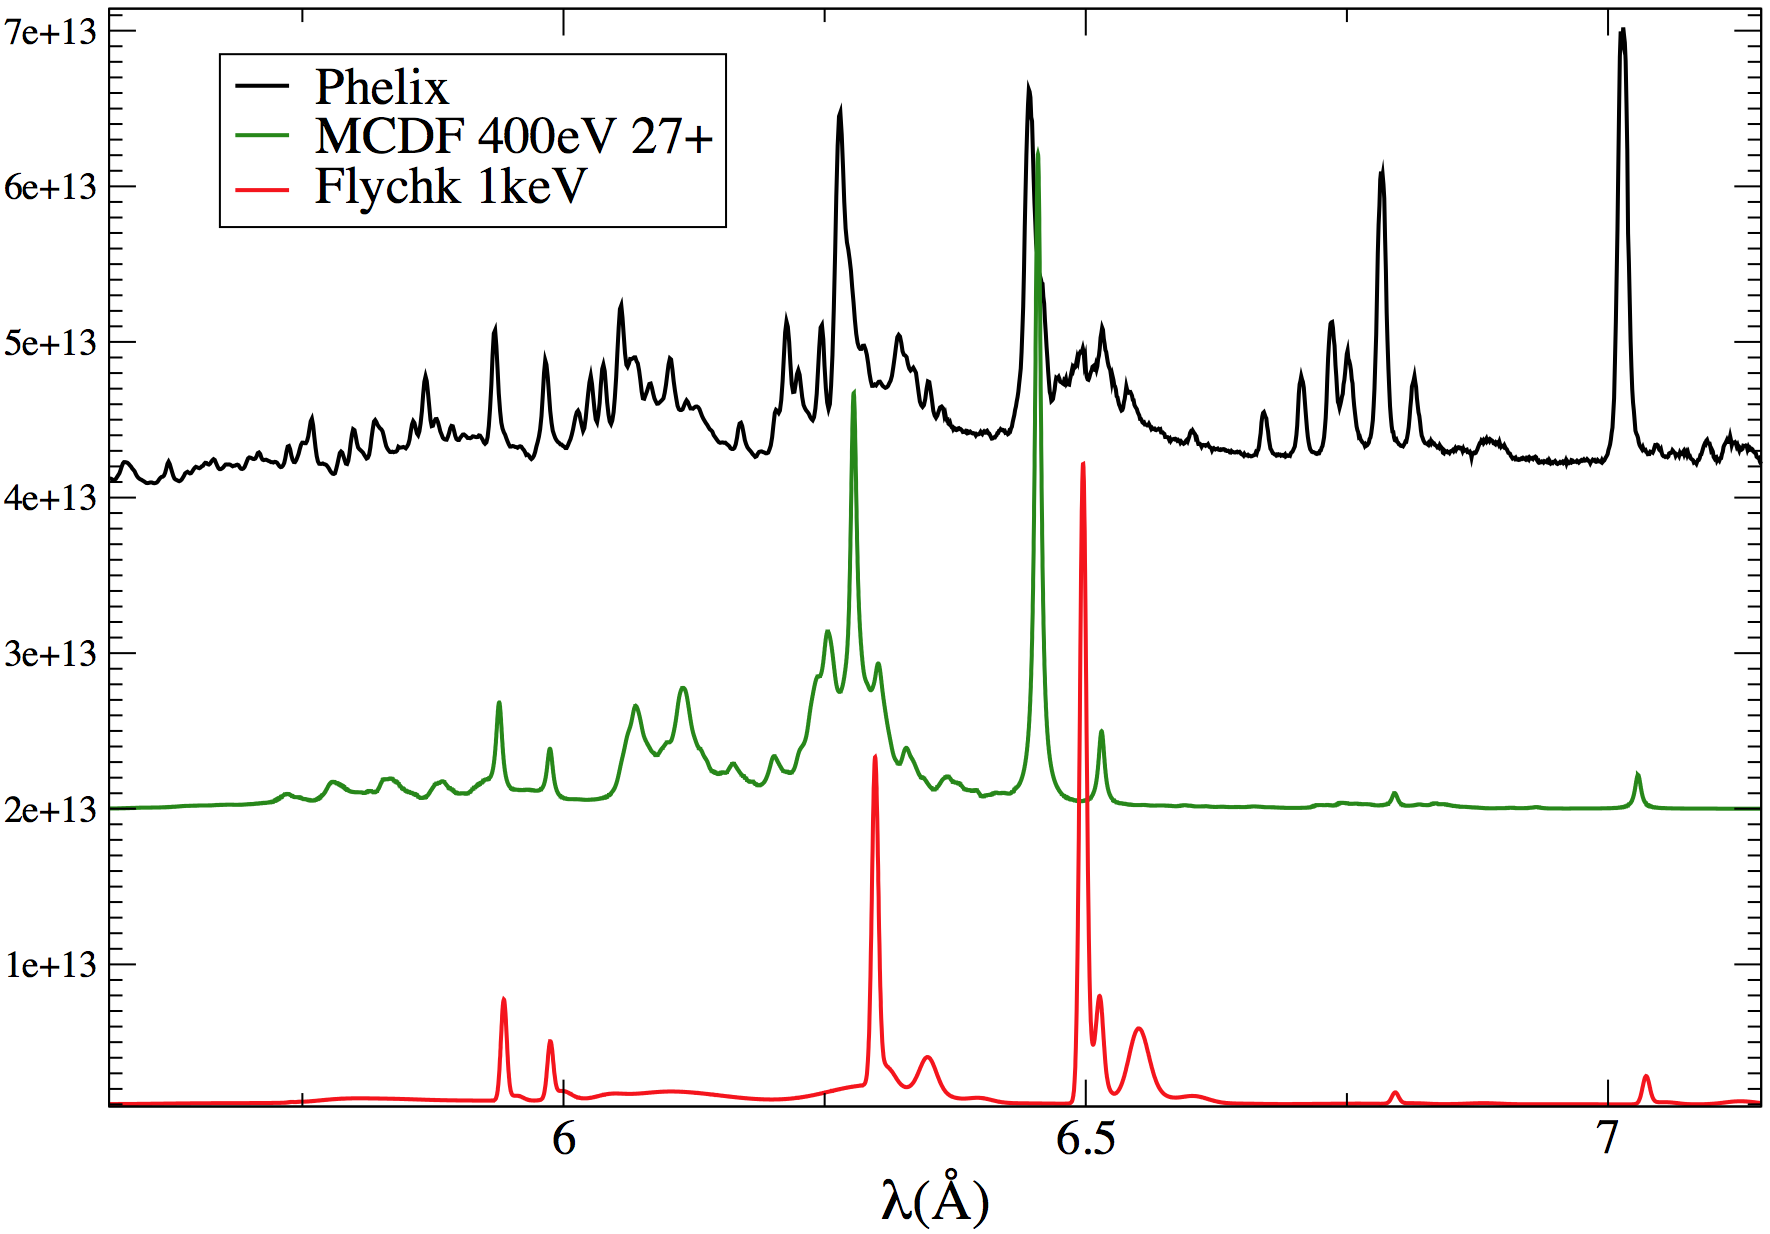 7e+13
6e+13
5e+13
4e+13
3e+13
2e+13
1e+13
Phelix
MCDF 400eV 27+
Flychk 1keV
6
6.5
7
λ(Å)